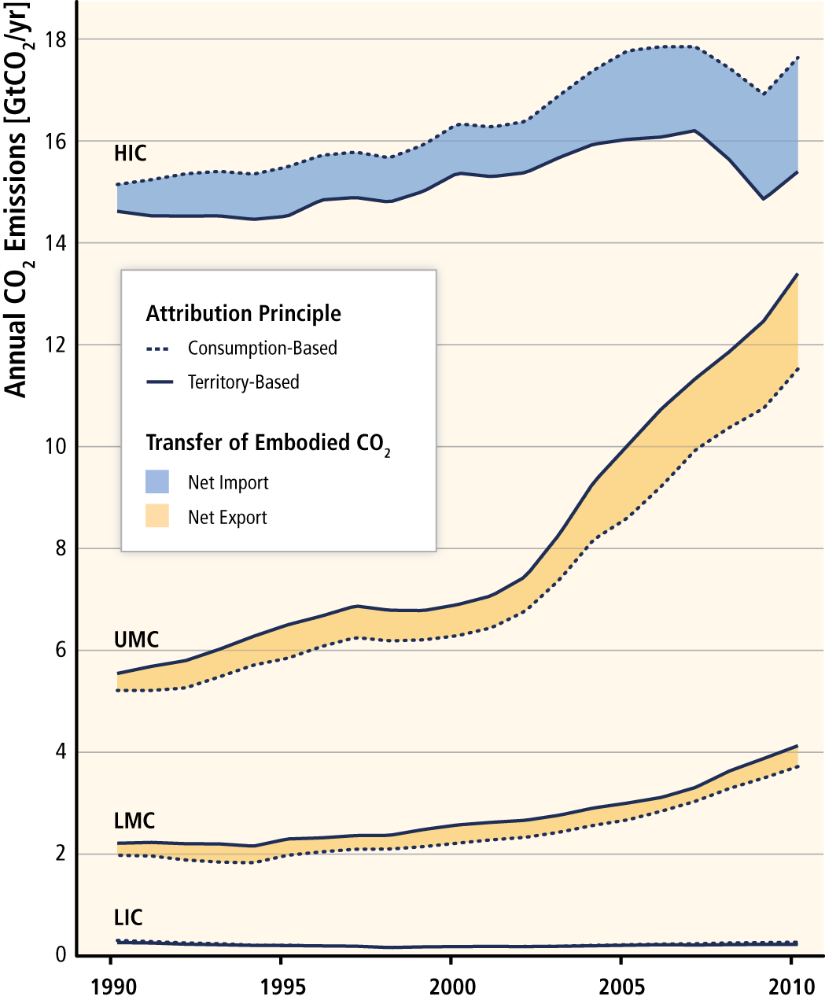 Annual CO2 Emissions [GtCO2/yr]
18
16
14
12
10
8
6
4
2
0
HIC
Attribution Principle
Consumption-Based
Territory-Based
Transfer of Embodied CO2
Net Import
Net Export
UMC
LMC
LIC
1990 1995 2000 2005 2010